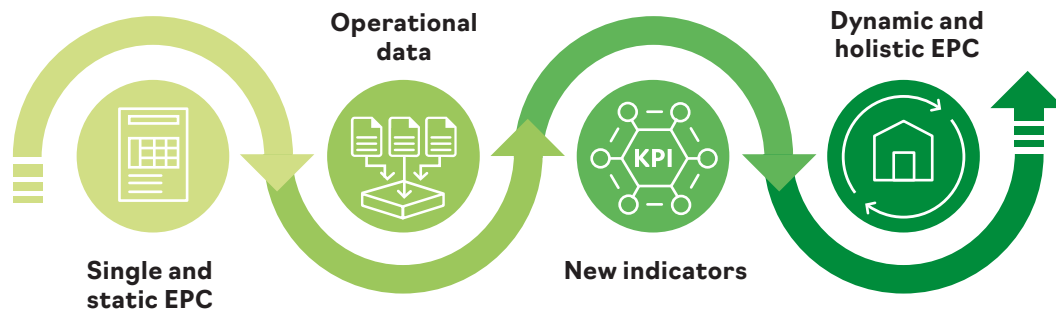 Single and
static EPC
Operational
data
KPI
New indicators
Dynamic and
holistic EPC